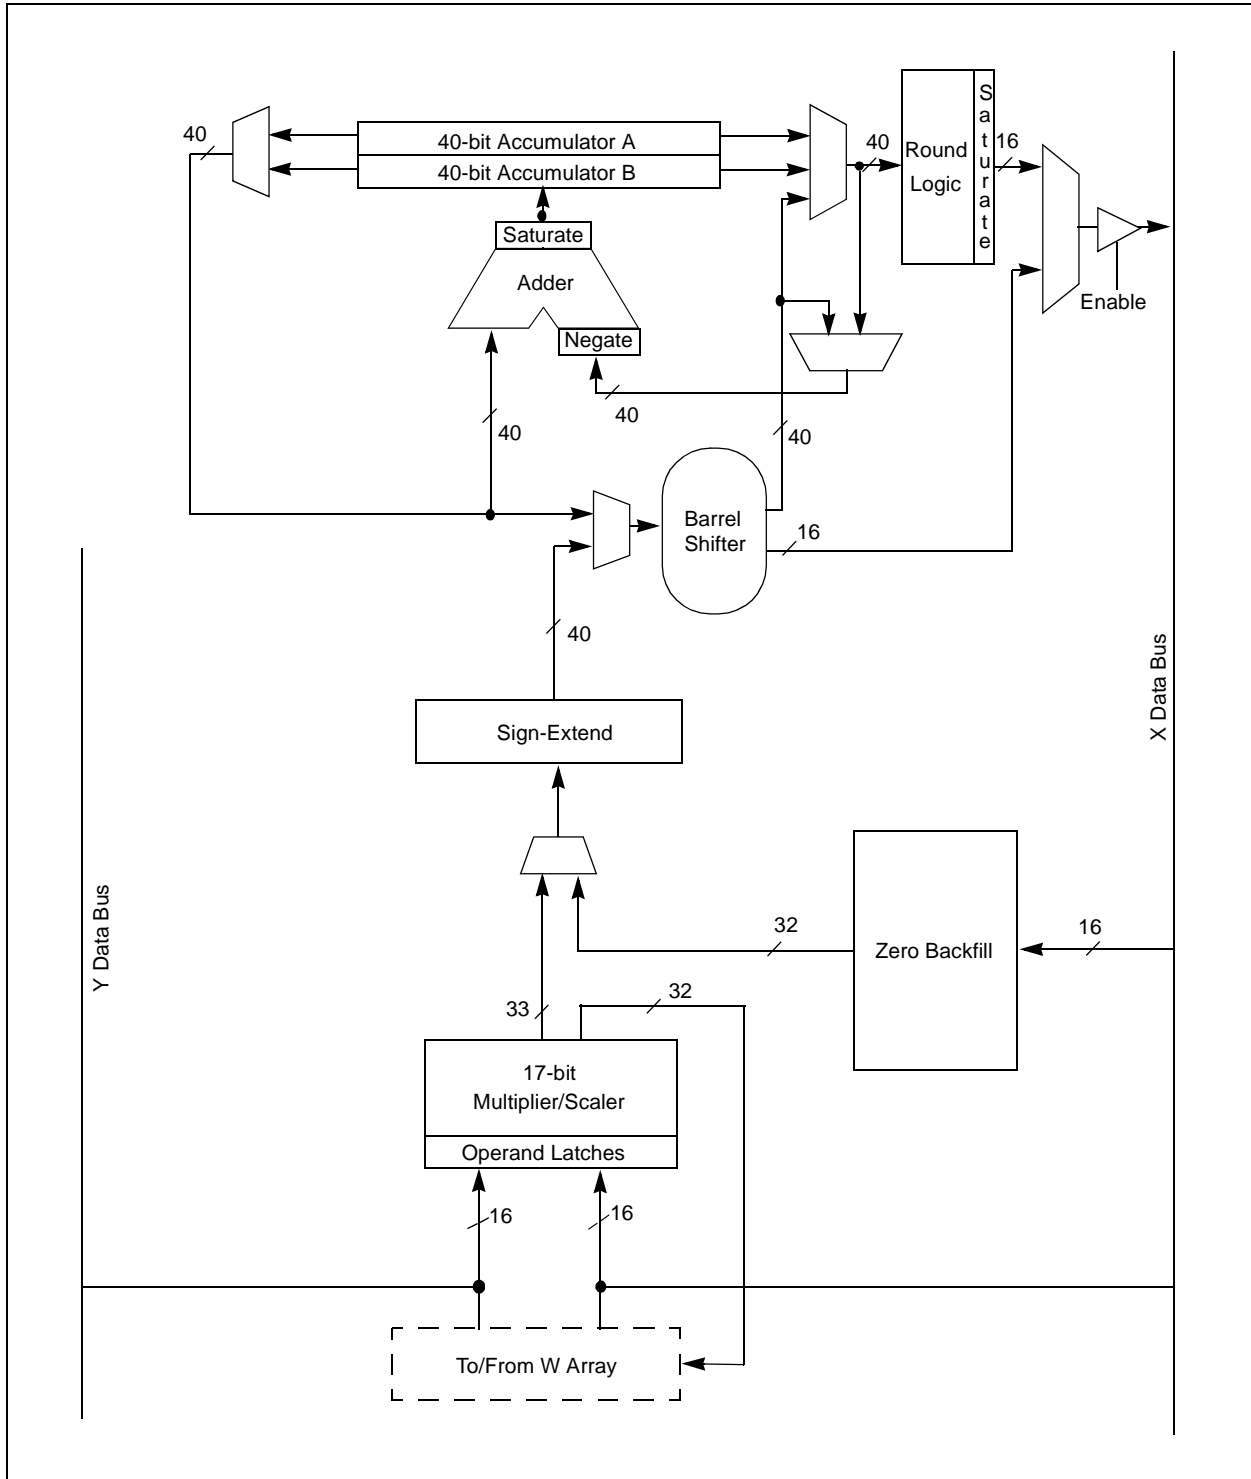 40
40-bit Accumulator A
40-bit Accumulator B
40
Round
Logic
Saturate
16
Saturate
Adder
Negate
Enable
40
40
40
Barrel
Shifter
16
40
Sign-Extend
X Data Bus
Y Data Bus
32
Zero Backfill
16
33
32
17-bit
Multiplier/Scaler
Operand Latches
16
16
To/From W Array